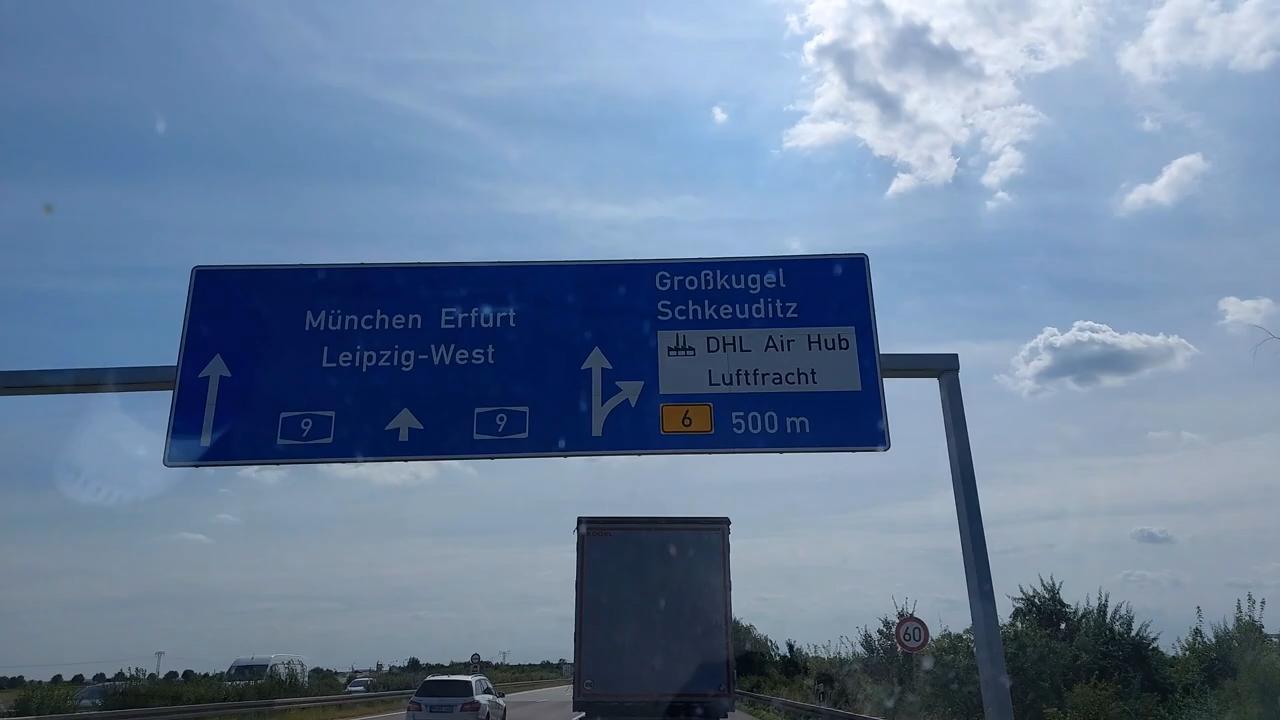 München Erfurt
Leipzig-West
9
9
Großkugel
Schkeuditz
DHL Air Hub
Luftfracht
6 500 m
60